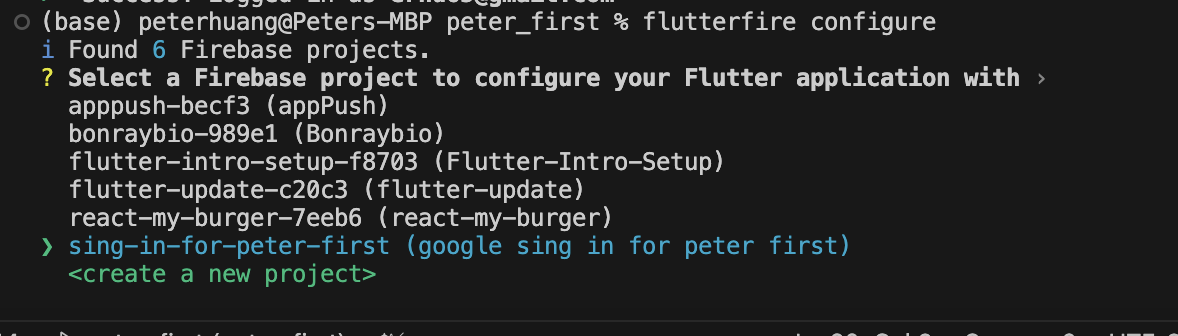 (base) peterhuang@Peters-MBP peter_first % flutterfire configure
i Found 6 Firebase projects.
? Select a Firebase project to configure your Flutter application with ›
apppush-becf3 (appPush)
bonraybio-989e1 (Bonraybio)
flutter-intro-setup-f8703 (Flutter-Intro-Setup)
flutter-update-c20c3 (flutter-update)
react-my-burger-7eeb6 (react-my-burger)
❯ sing-in-for-peter-first (google sing in for peter first)
<create a new project>